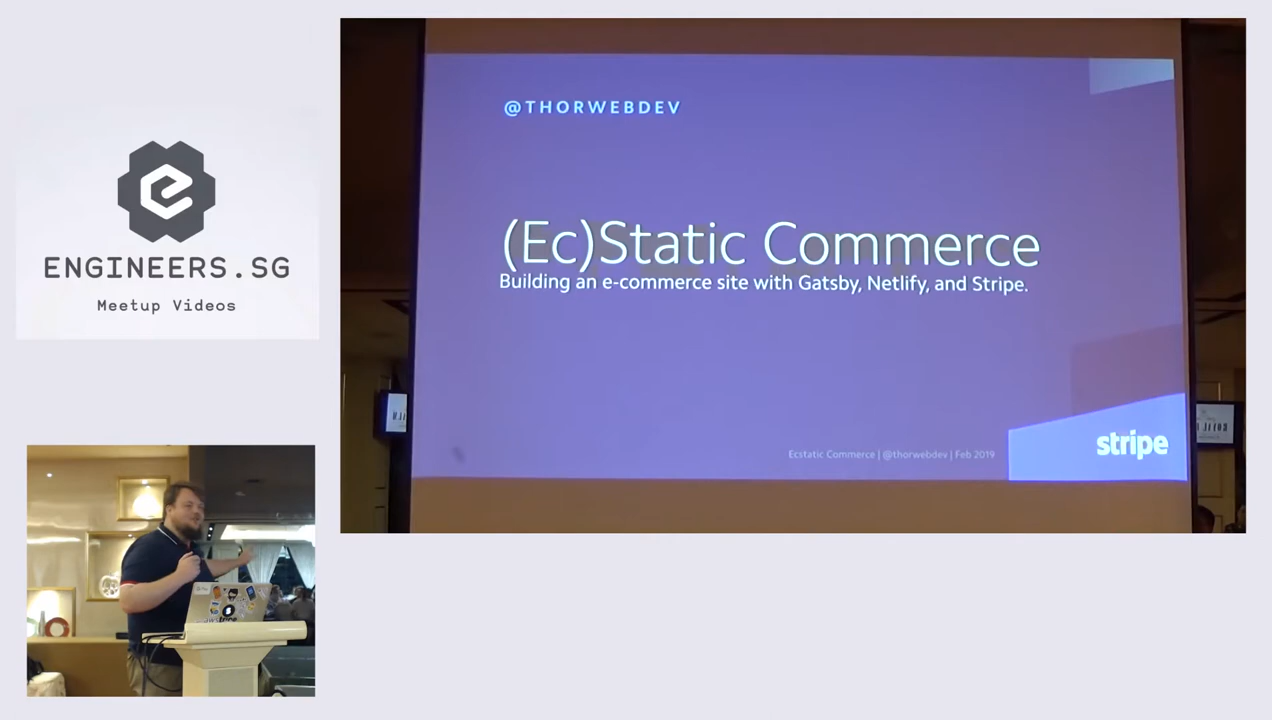 ENGINEERS.SG
Meetup Videos
@THORWEBDEV
(Ec)Static Commerce
Building an e-commerce site with Gatsby, Netlify, and Stripe.
Ecstatic Commerce | @thorwebdev | Feb 2019
stripe